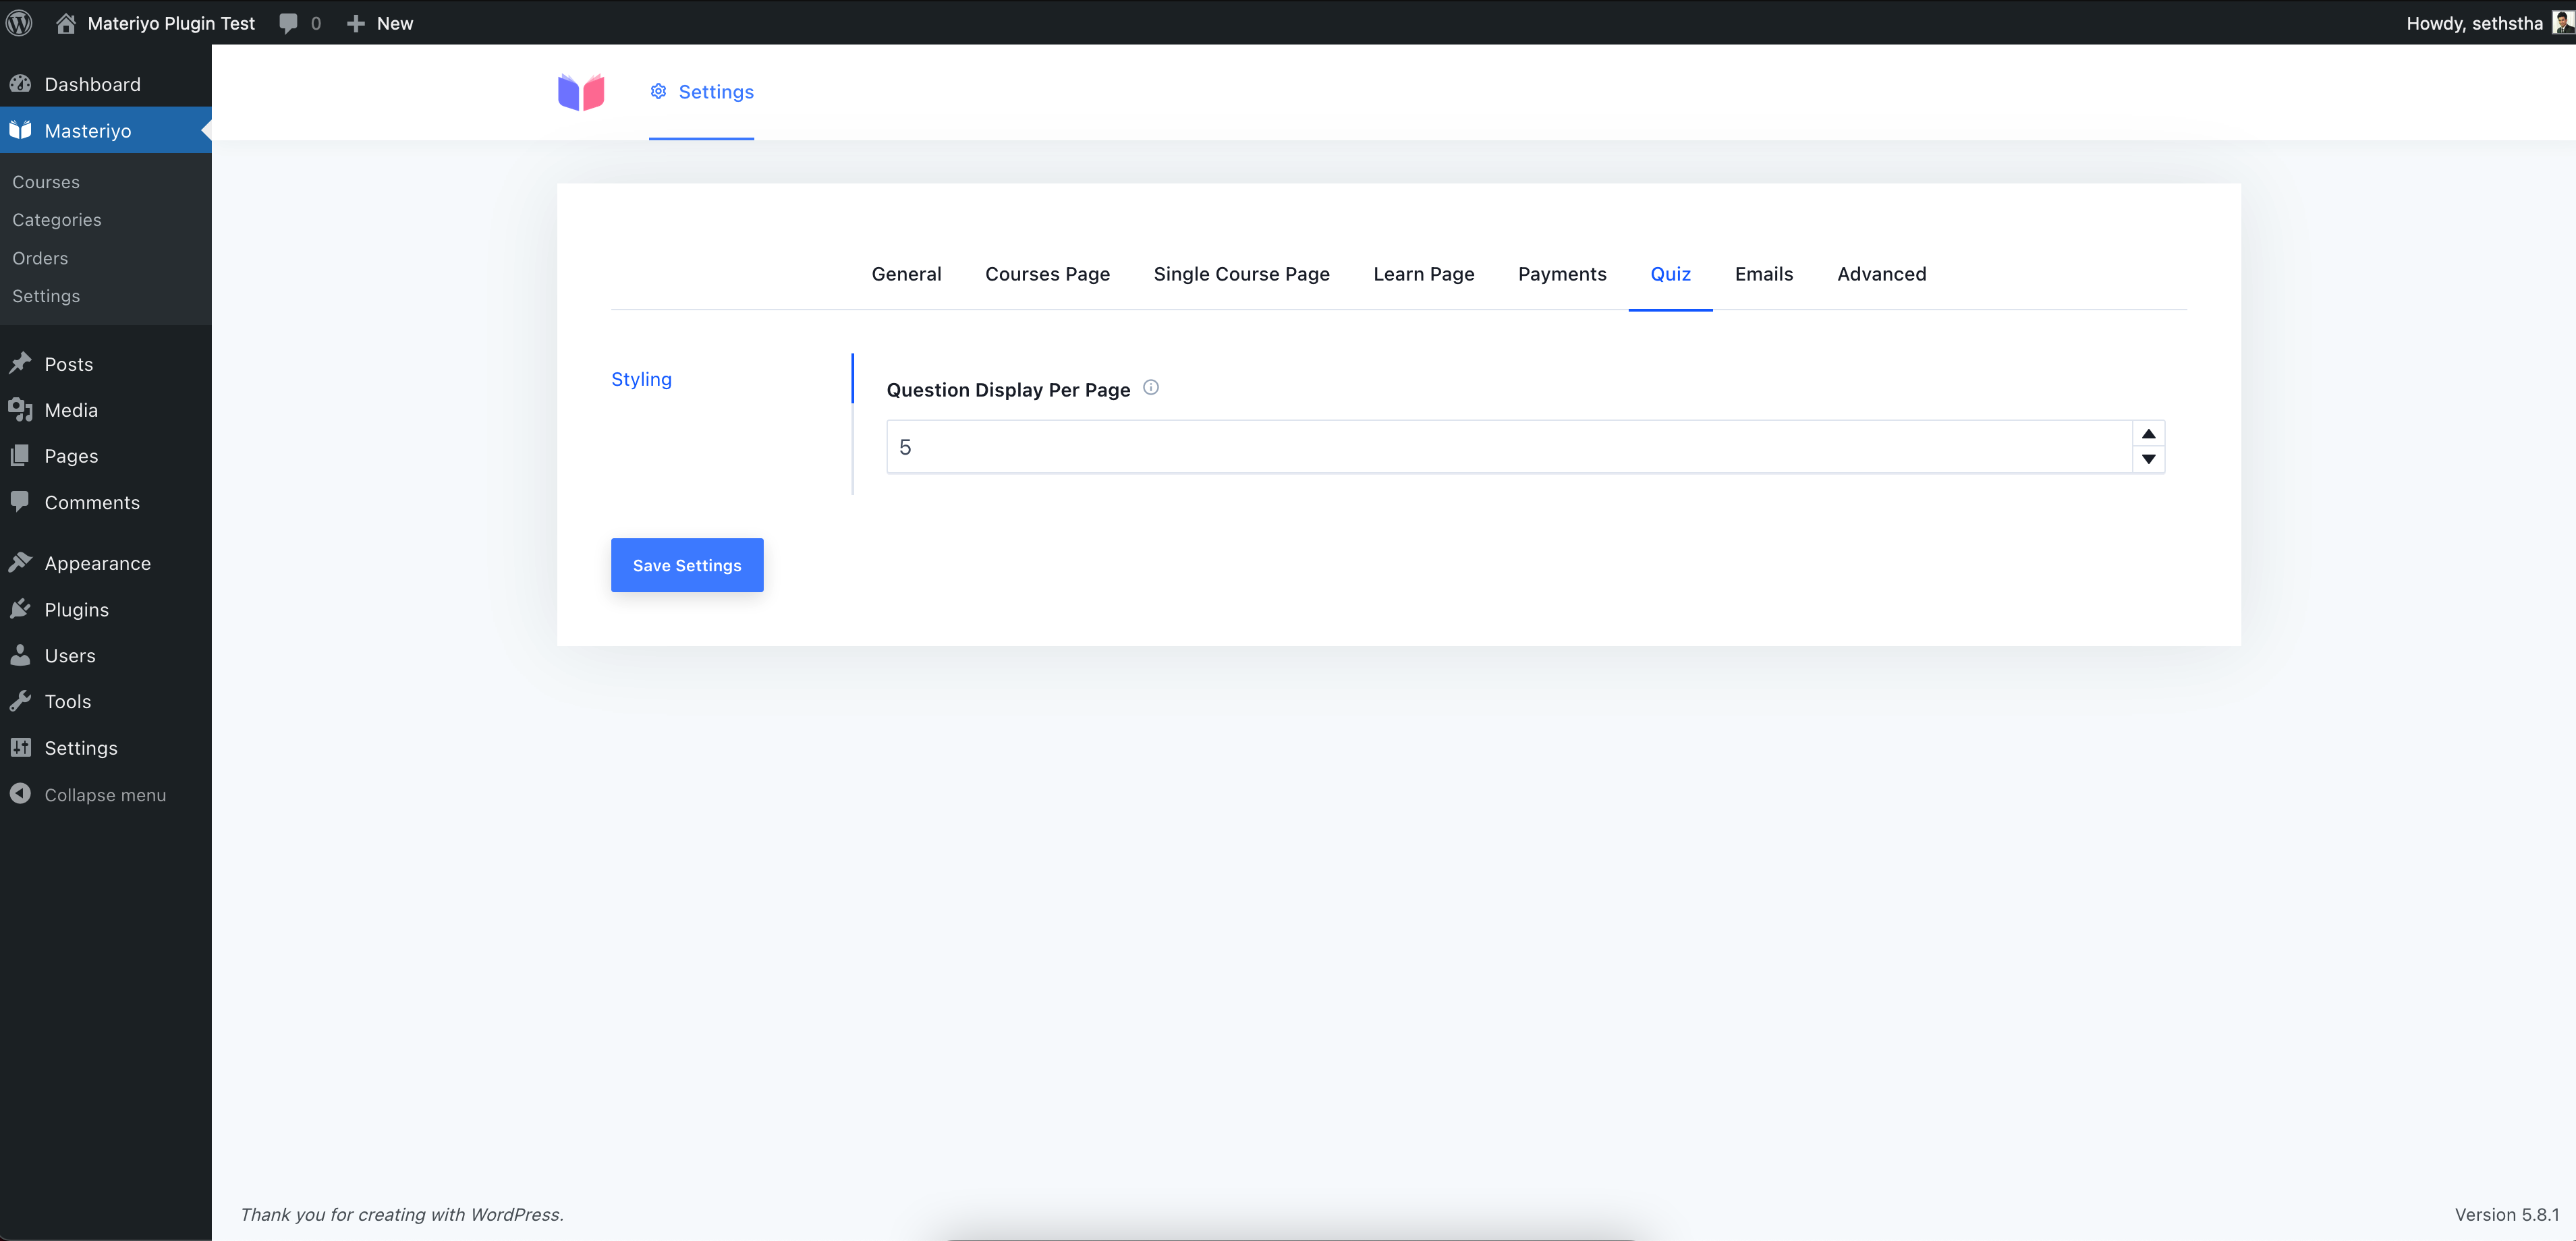 Materiyo Plugin Test 0 New Howdy, sethstha
Dashboard
Masteriyo
Courses
Categories
Orders
Settings
Posts
Media
Pages
Comments
Appearance
Plugins
Users
Tools
Settings
Collapse menu
Settings
General Courses Page Single Course Page Learn Page Payments Quiz Emails Advanced
Styling
Question Display Per Page
5
Save Settings
Thank you for creating with WordPress.
Version 5.8.1